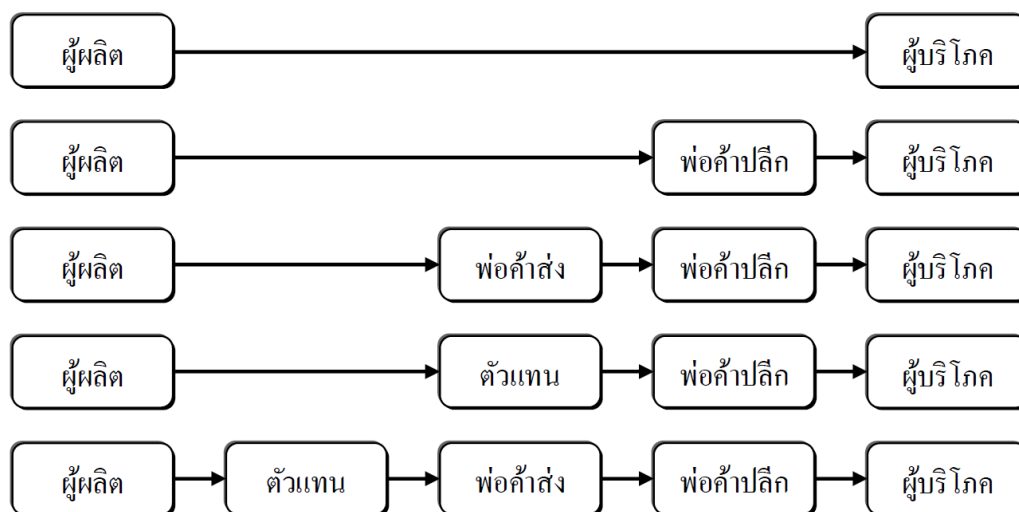 ผู้ผลิต ผู้บริโภค
ผู้ผลิต พ่อค้าปลีก ผู้บริโภค
ผู้ผลิต พ่อค้าส่ง พ่อค้าปลีก ผู้บริโภค
ผู้ผลิต ตัวแทน พ่อค้าปลีก ผู้บริโภค
ผู้ผลิต ตัวแทน พ่อค้าส่ง พ่อค้าปลีก ผู้บริโภค